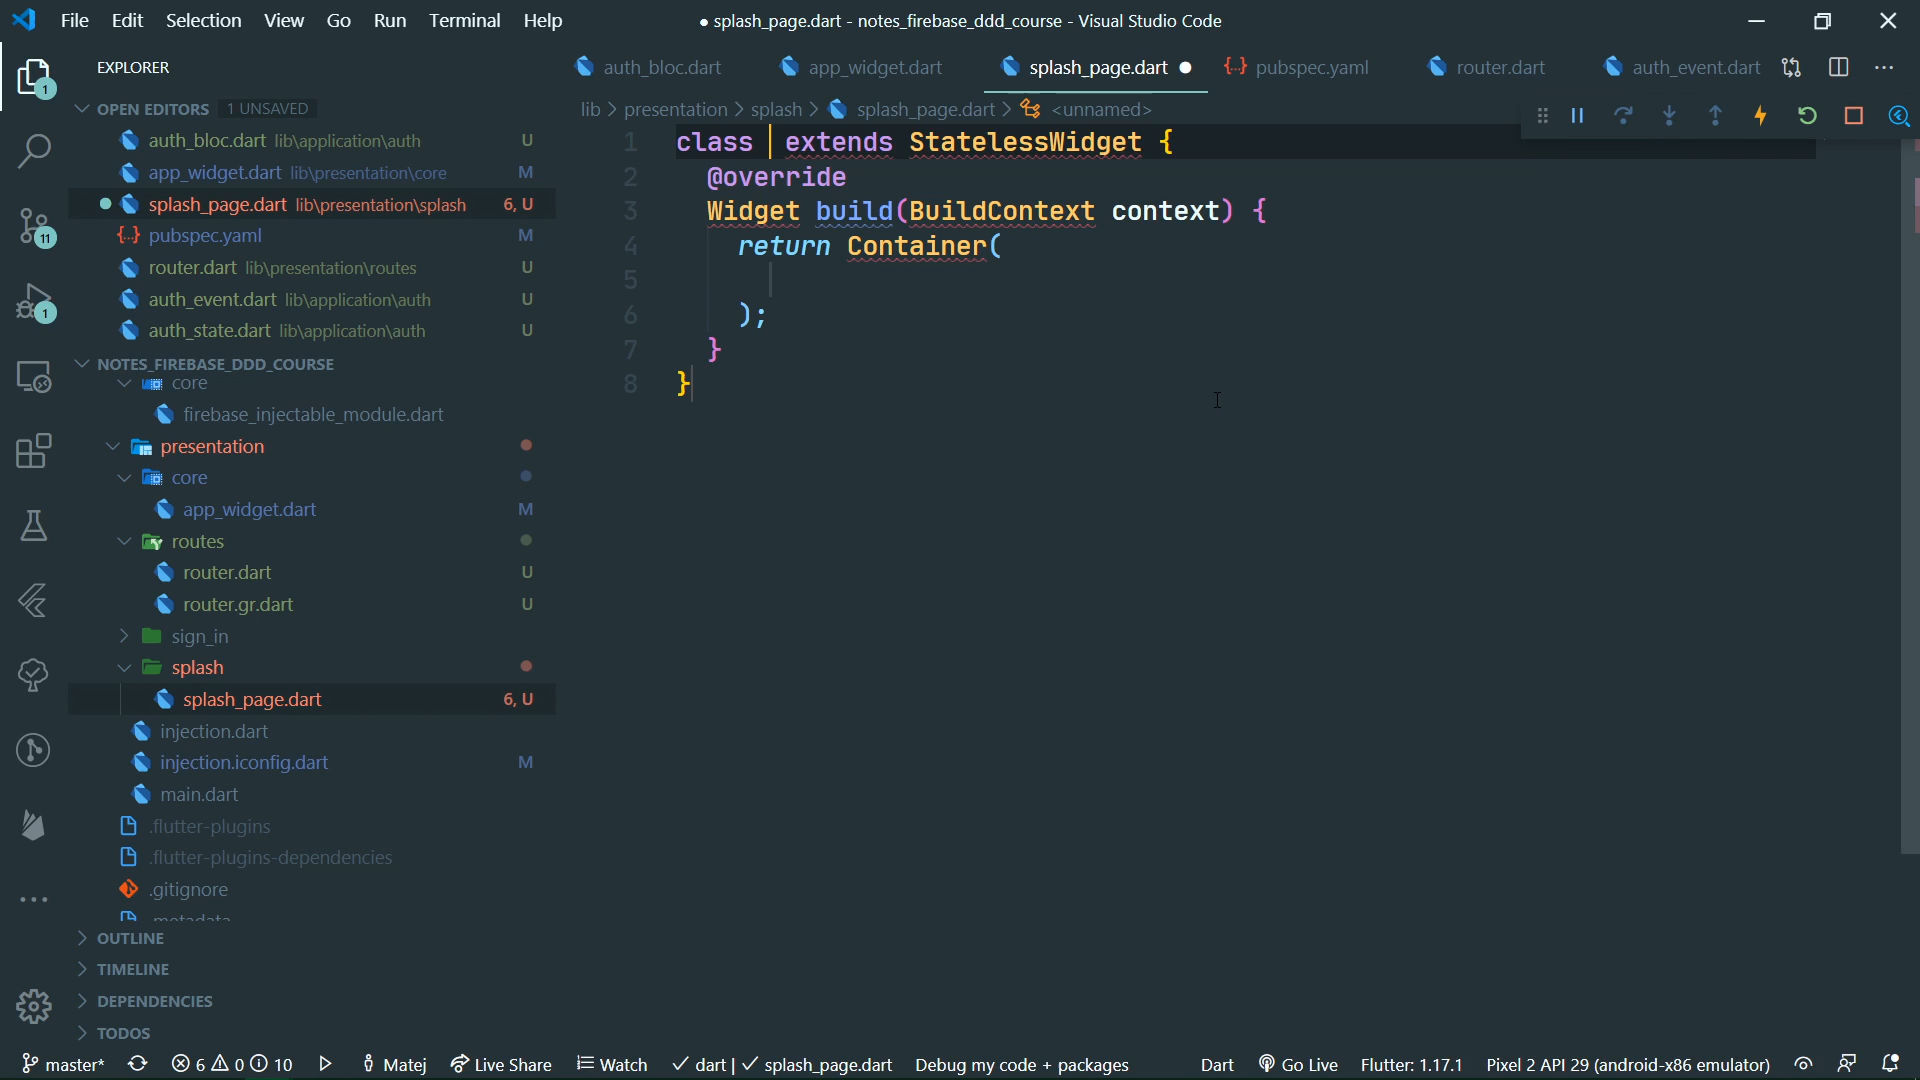 File Edit Selection View Go Run Terminal Help
● splash_page.dart - notes_firebase_ddd_course - Visual Studio Code
EXPLORER
OPEN EDITORS 1 UNSAVED
auth_bloc.dart lib\application\auth U
app_widget.dart lib\presentation\core M
splash_page.dart lib\presentation\splash 6, U
pubspec.yaml M
router.dart lib\presentation\routes U
auth_event.dart lib\application\auth U
auth_state.dart lib\application\auth U
NOTES_FIREBASE_DDD_COURSE
core
firebase_injectable_module.dart
presentation
core
app_widget.dart M
routes
router.dart U
router.gr.dart U
sign_in
splash
splash_page.dart 6, U
injection.dart
injection.iconfig.dart M
main.dart
.flutter-plugins
.flutter-plugins-dependencies
.gitignore
.metadata
OUTLINE
TIMELINE
DEPENDENCIES
TODOS
1
11
1
auth_bloc.dart app_widget.dart splash_page.dart ● pubspec.yaml router.dart auth_event.dart
lib > presentation > splash > splash_page.dart > <unnamed>
1 class extends StatelessWidget {
2 @override
3 Widget build(BuildContext context) {
4 return Container(
5
6 );
7 }
8 }
master* 6 0 10 Matej Live Share Watch dart | splash_page.dart Debug my code + packages Dart Go Live Flutter: 1.17.1 Pixel 2 API 29 (android-x86 emulator)